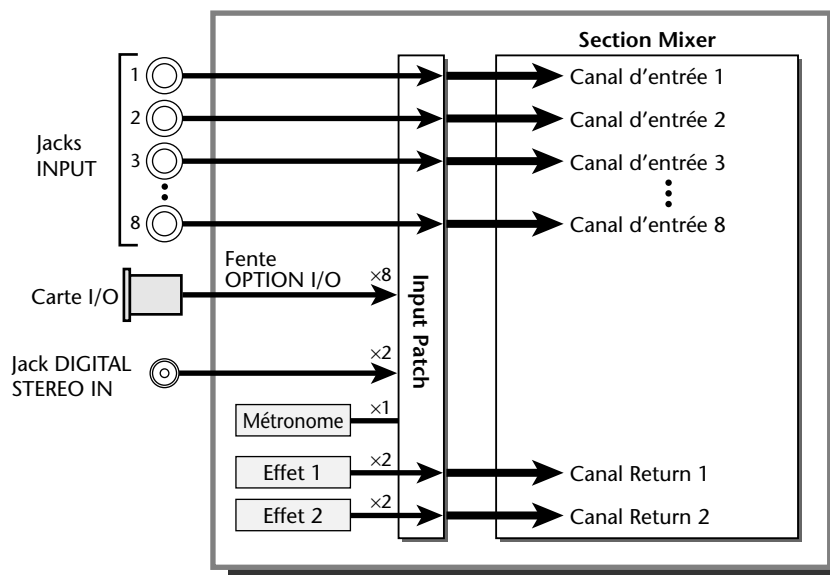 Section Mixer
1
Canal d'entrée 1
2
Canal d'entrée 2
Jacks
INPUT
3
Canal d'entrée 3
8
Canal d'entrée 8
Fente
OPTION I/O
×8
Carte I/O
Input Patch
Jack DIGITAL
STEREO IN
×2
Métronome
×1
Effet 1
×2
Canal Return 1
Effet 2
×2
Canal Return 2